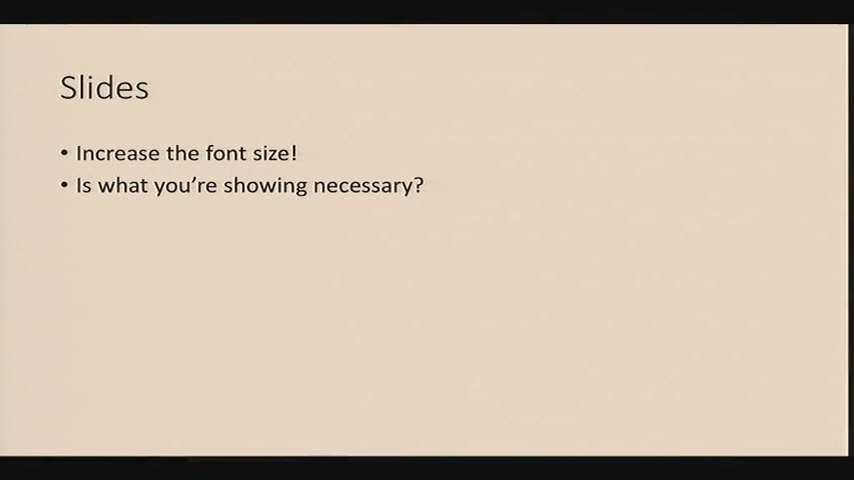 Slides
• Increase the font size!
• Is what you're showing necessary?